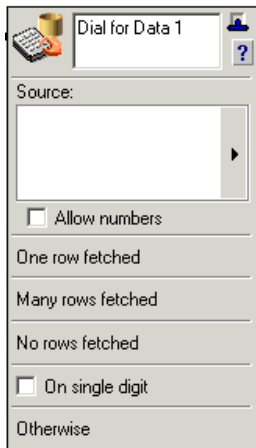 Dial for Data 1
?
Source:
Allow numbers
One row fetched
Many rows fetched
No rows fetched
On single digit
Otherwise